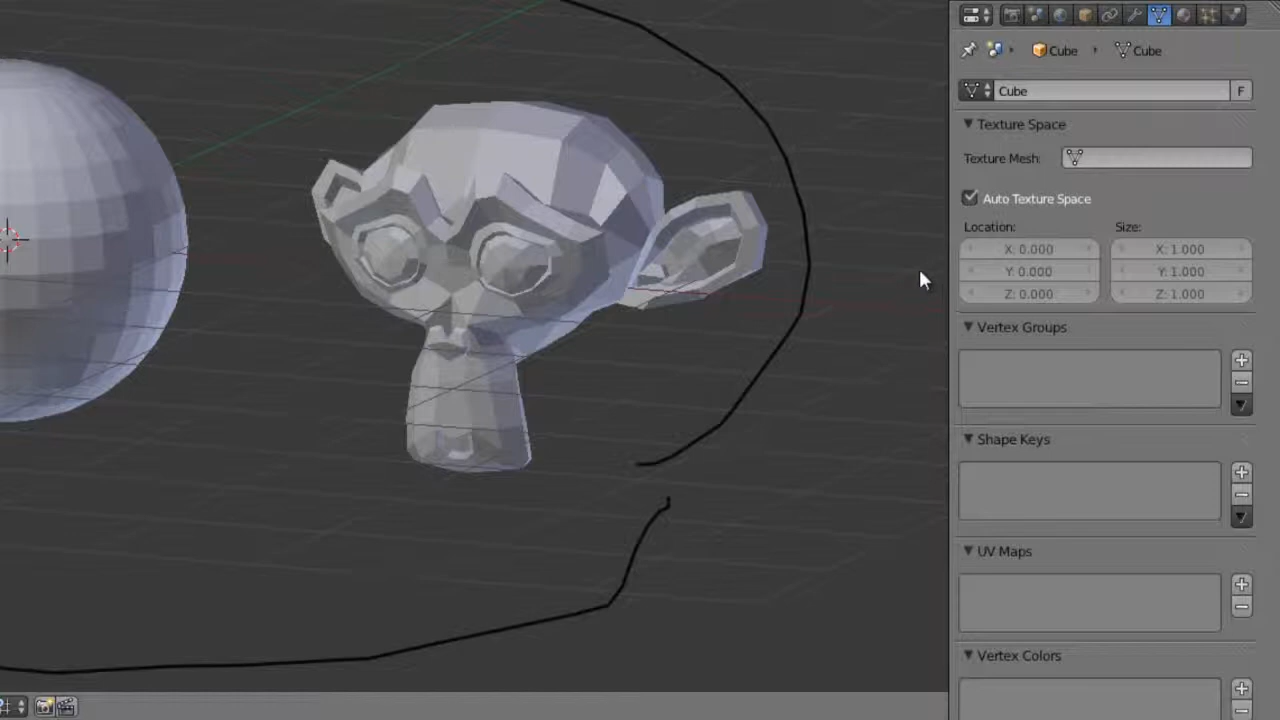 Cube Cube
Cube F
Texture Space
Texture Mesh:
Auto Texture Space
Location: Size:
X: 0.000 X: 1.000
Y: 0.000 Y: 1.000
Z: 0.000 Z: 1.000
Vertex Groups
Shape Keys
UV Maps
Vertex Colors